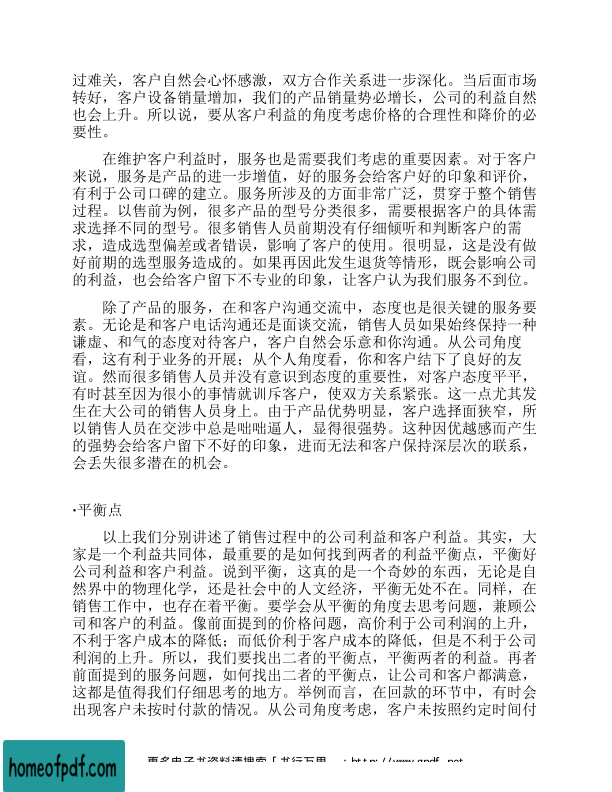 过难关，客户自然会心怀感激，双方合作关系进一步深化。当后面市场
转好，客户设备销量增加，我们的产品销量势必增长，公司的利益自然
也会上升。所以说，要从客户利益的角度考虑价格的合理性和降价的必
要性。
在维护客户利益时，服务也是需要我们考虑的重要因素。对于客户
来说，服务是产品的进一步增值，好的服务会给客户好的印象和评价，
有利于公司口碑的建立。服务所涉及的方面非常广泛，贯穿于整个销售
过程。以售前为例，很多产品的型号分类很多，需要根据客户的具体需
求选择不同的型号。很多销售人员前期没有仔细倾听和判断客户的需
求，造成选型偏差或者错误，影响了客户的使用。很明显，这是没有做
好前期的选型服务造成的。如果再因此发生退货等情形，既会影响公司
的利益，也会给客户留下不专业的印象，让客户认为我们服务不到位。
除了产品的服务，在和客户沟通交流中，态度也是很关键的服务要
素。无论是和客户电话沟通还是面谈交流，销售人员如果始终保持一种
谦虚、和气的态度对待客户，客户自然会乐意和你沟通。从公司角度
看，这有利于业务的开展；从个人角度看，你和客户结下了良好的友
谊。然而很多销售人员并没有意识到态度的重要性，对客户态度平平，
有时甚至因为很小的事情就训斥客户，使双方关系紧张。这一点尤其发
生在大公司的销售人员身上。由于产品优势明显，客户选择面狭窄，所
以销售人员在交涉中总是咄咄逼人，显得很强势。这种因优越感而产生
的强势会给客户留下不好的印象，进而无法和客户保持深层次的联系，
会丢失很多潜在的机会。
·平衡点
以上我们分别讲述了销售过程中的公司利益和客户利益。其实，大
家是一个利益共同体，最重要的是如何找到两者的利益平衡点，平衡好
公司利益和客户利益。说到平衡，这真的是一个奇妙的东西，无论是自
然界中的物理化学，还是社会中的人文经济，平衡无处不在。同样，在
销售工作中，也存在着平衡。要学会从平衡的角度去思考问题，兼顾公
司和客户的利益。像前面提到的价格问题，高价利于公司利润的上升，
不利于客户成本的降低；而低价利于客户成本的降低，但是不利于公司
利润的上升。所以，我们要找出二者的平衡点，平衡两者的利益。再者
前面提到的服务问题，如何找出二者的平衡点，让公司和客户都满意，
这都是值得我们仔细思考的地方。举例而言，在回款的环节中，有时会
出现客户未按时付款的情况。从公司角度考虑，客户未按照约定时间付
homeofpdf.com